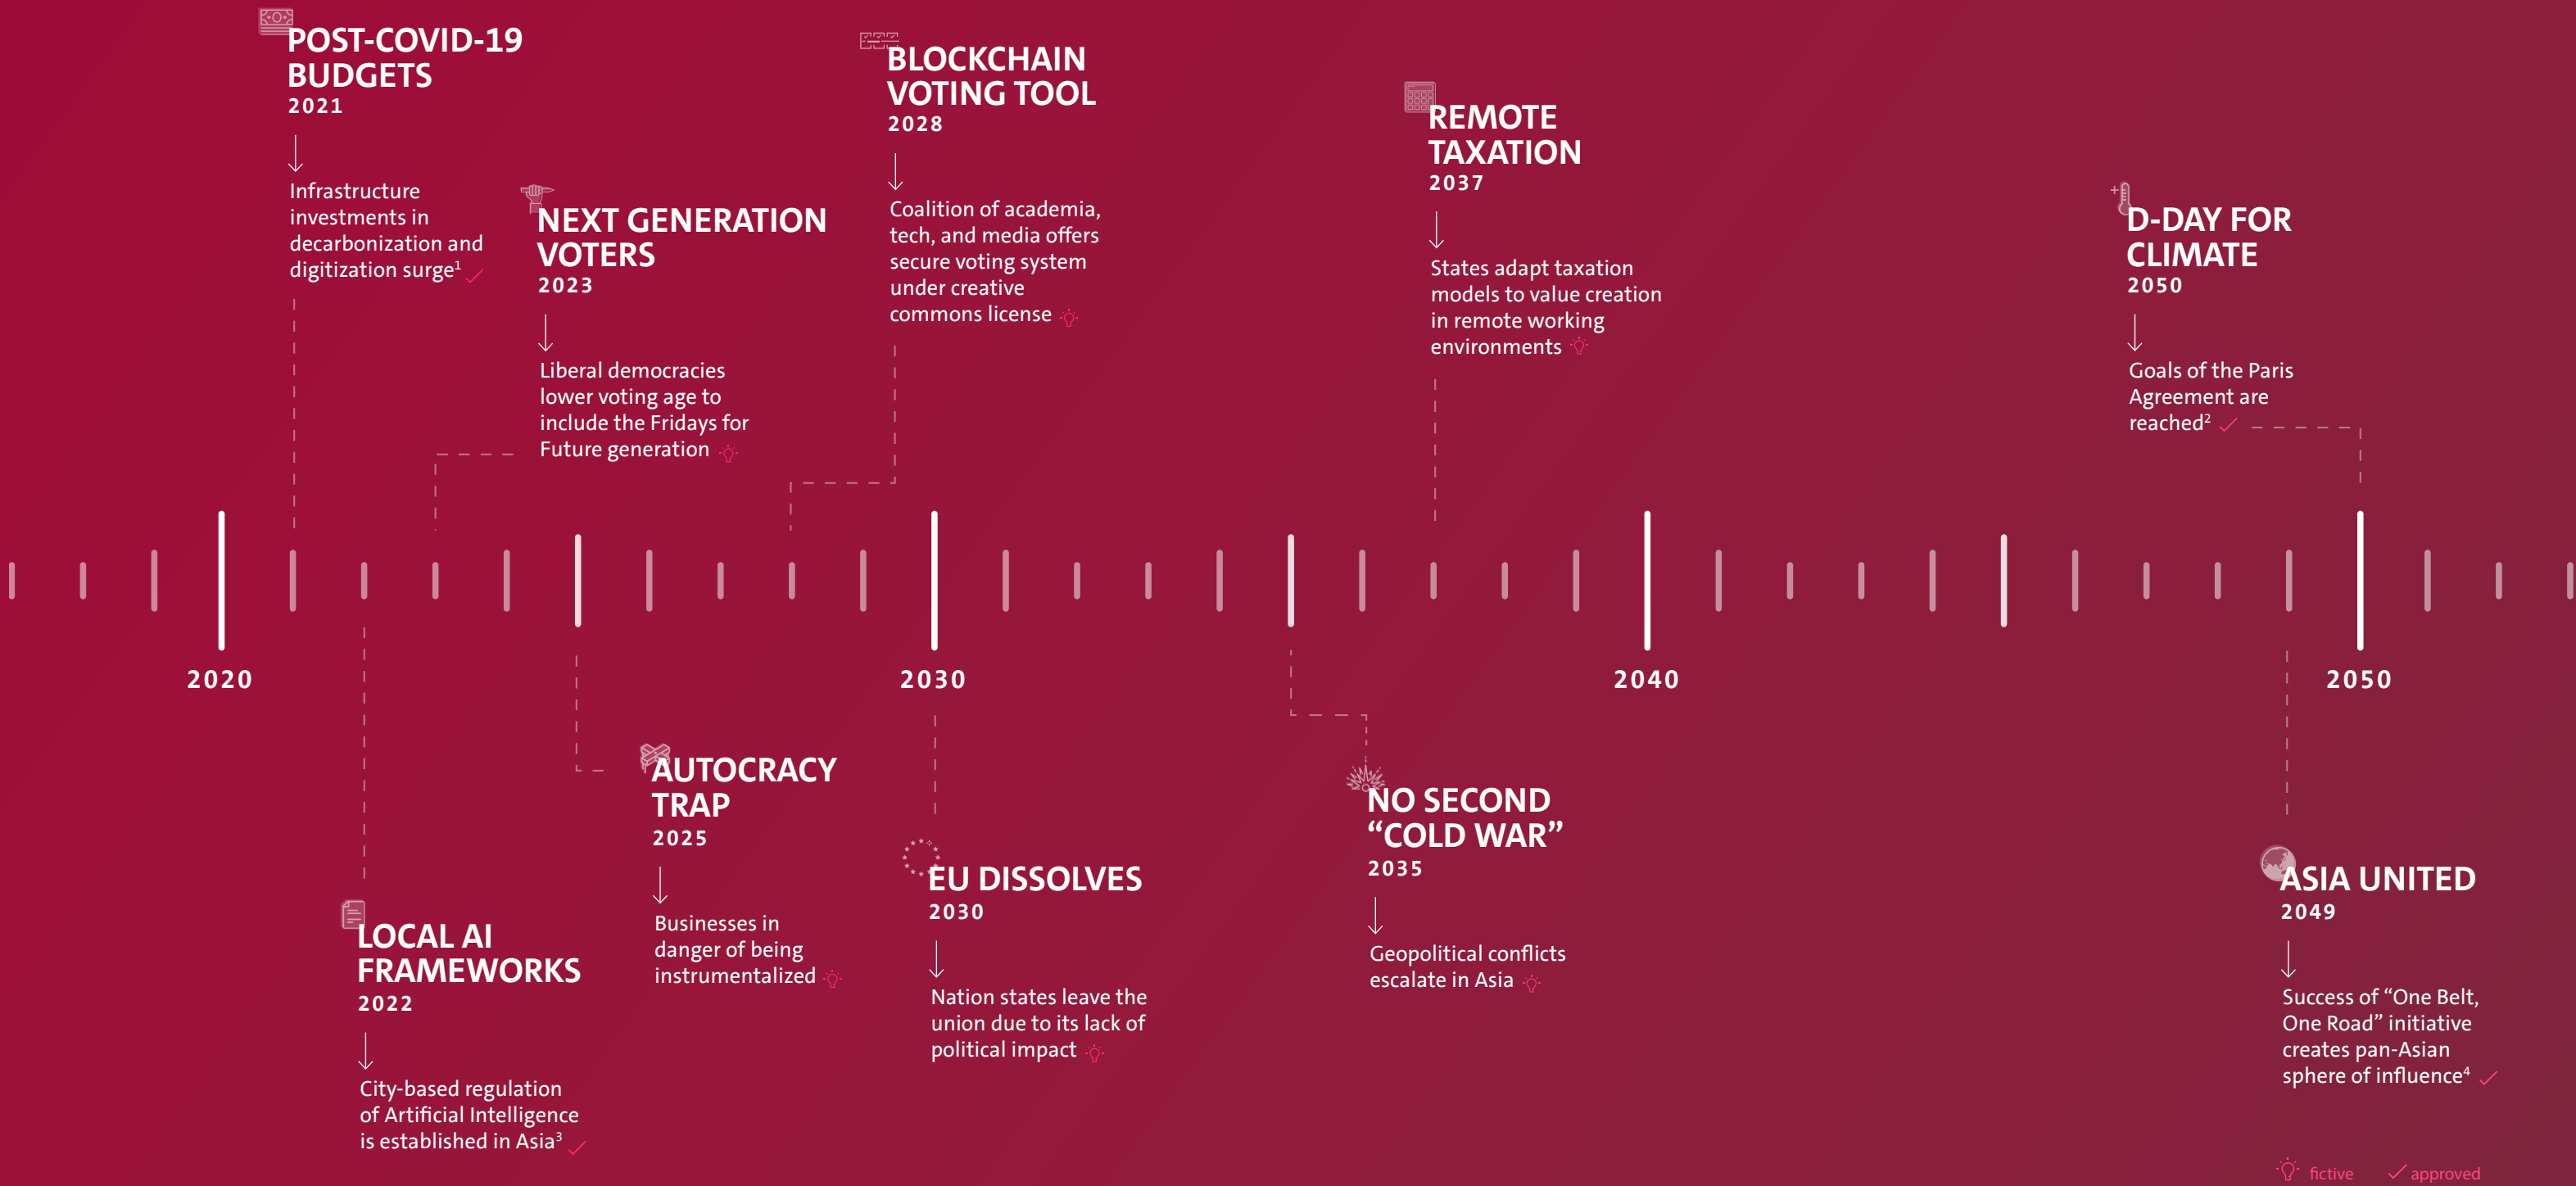 POST-COVID-19
BUDGETS
2021
Infrastructure
investments in
decarbonization and
digitization surge¹
NEXT GENERATION
VOTERS
2023
Liberal democracies
lower voting age to
include the Fridays for
Future generation
BLOCKCHAIN
VOTING TOOL
2028
Coalition of academia,
tech, and media offers
secure voting system
under creative
commons license
REMOTE
TAXATION
2037
States adapt taxation
models to value creation
in remote working
environments
D-DAY FOR
CLIMATE
2050
Goals of the Paris
Agreement are
reached²
2020
2030
2040
2050
LOCAL AI
FRAMEWORKS
2022
City-based regulation
of Artificial Intelligence
is established in Asia³
AUTOCRACY
TRAP
2025
Businesses in
danger of being
instrumentalized
EU DISSOLVES
2030
Nation states leave the
union due to its lack of
political impact
NO SECOND
“COLD WAR”
2035
Geopolitical conflicts
escalate in Asia
ASIA UNITED
2049
Success of “One Belt,
One Road” initiative
creates pan-Asian
sphere of influence⁴
fictive
approved